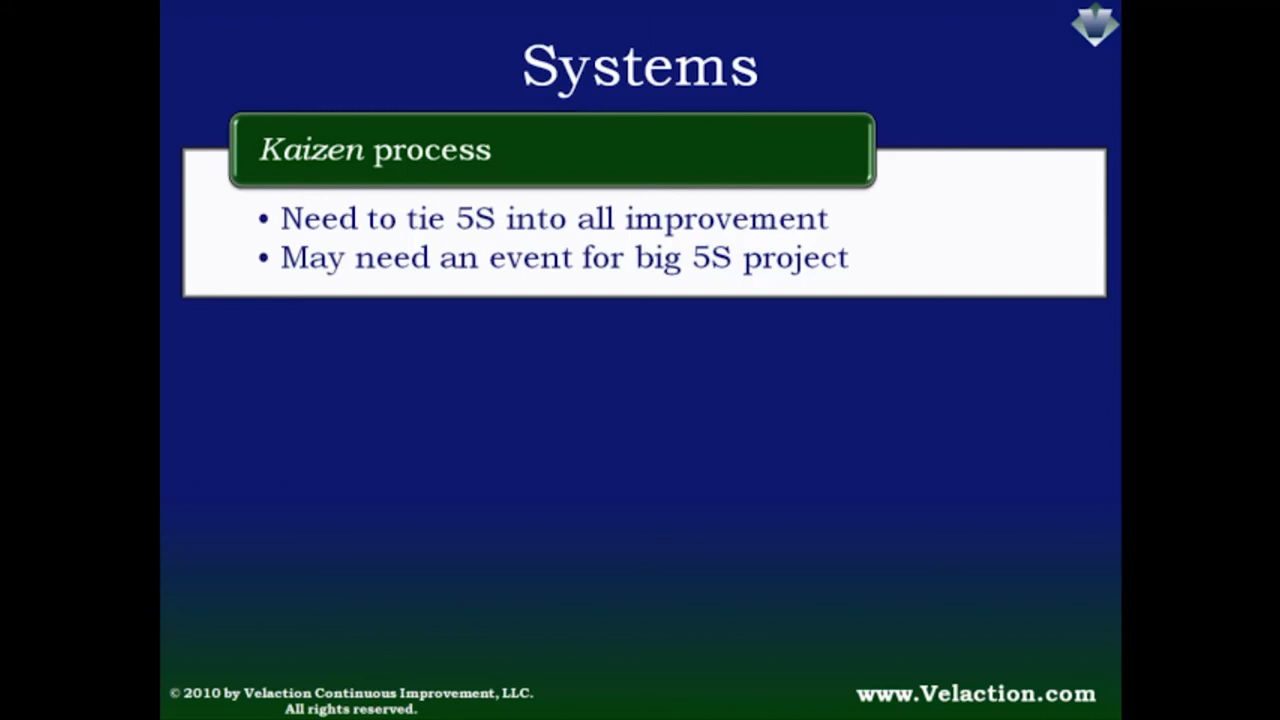 Systems
Kaizen process
• Need to tie 5S into all improvement
• May need an event for big 5S project
© 2010 by Velaction Continuous Improvement, LLC.
All rights reserved.
www.Velaction.com